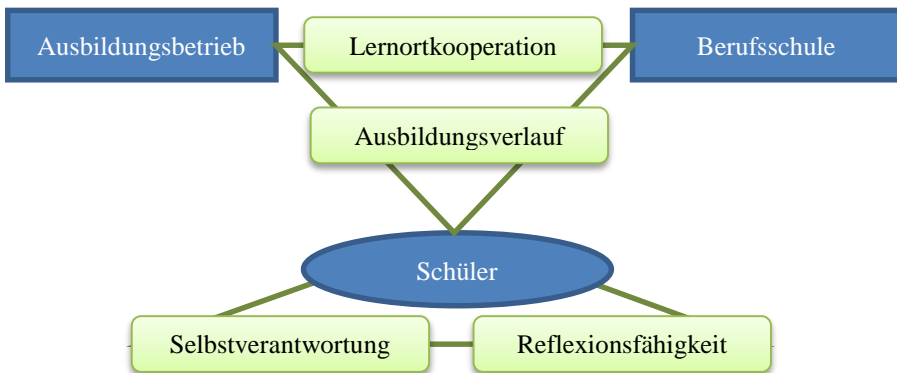 Ausbildungsbetrieb
Lernortkooperation
Berufsschule
Ausbildungsverlauf
Schüler
Selbstverantwortung
Reflexionsfähigkeit